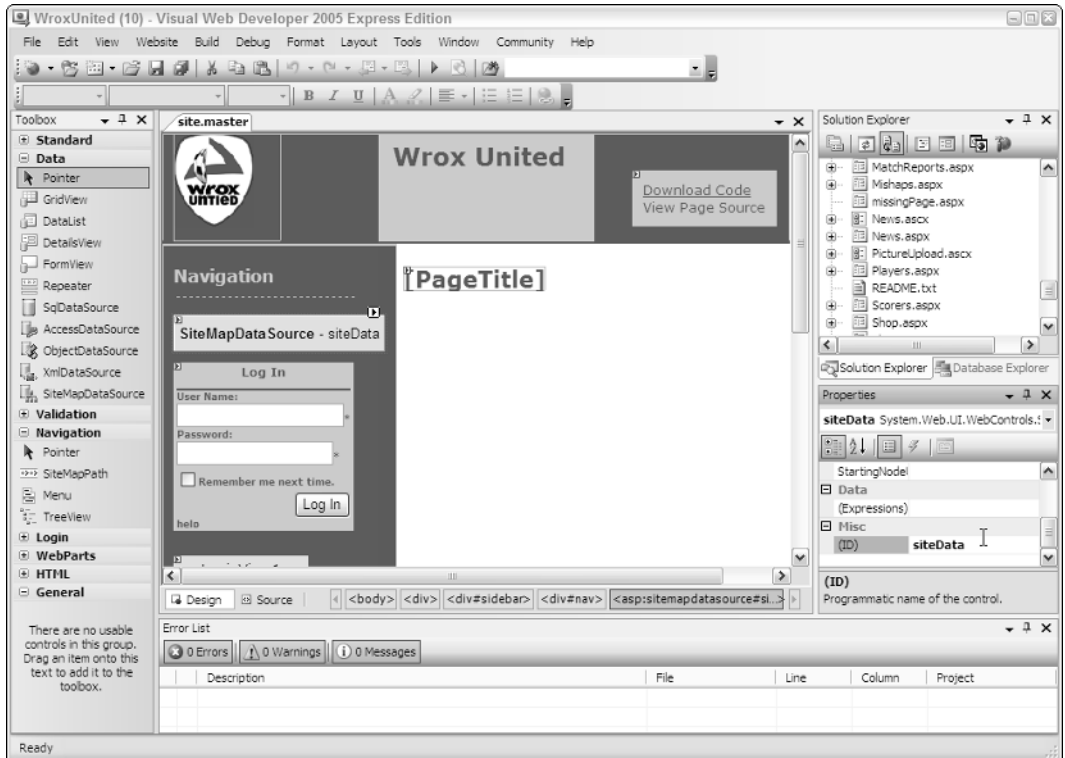 WroxUnited (10) - Visual Web Developer 2005 Express Edition
File Edit View Website Build Debug Format Layout Tools Window Community Help
B I U A
Toolbox
Standard
Data
Pointer
GridView
DataList
DetailsView
FormView
Repeater
SqlDataSource
AccessDataSource
ObjectDataSource
XmlDataSource
SiteMapDataSource
Validation
Navigation
Pointer
SiteMapPath
Menu
TreeView
Login
WebParts
HTML
General
There are no usable
controls in this group.
Drag an item onto this
text to add it to the
toolbox.
site.master
wrox
UNTIED
Wrox United
Download Code
View Page Source
Navigation
[PageTitle]
SiteMapDataSource - siteData
Log In
User Name:
*
Password:
*
Remember me next time.
Log In
help
Design Source <body> <div> <div#sidebar> <div#nav> <asp:sitemapdatasource#si...>
Solution Explorer
MatchReports.aspx
Mishaps.aspx
missingPage.aspx
News.ascx
News.aspx
PictureUpload.ascx
Players.aspx
README.txt
Scorers.aspx
Shop.aspx
Solution Explorer Database Explorer
Properties
siteData System.Web.UI.WebControls.
StartingNodel
Data
(Expressions)
Misc
(ID) siteData
(ID)
Programmatic name of the control.
Error List
0 Errors 0 Warnings 0 Messages
Description File Line Column Project
Ready